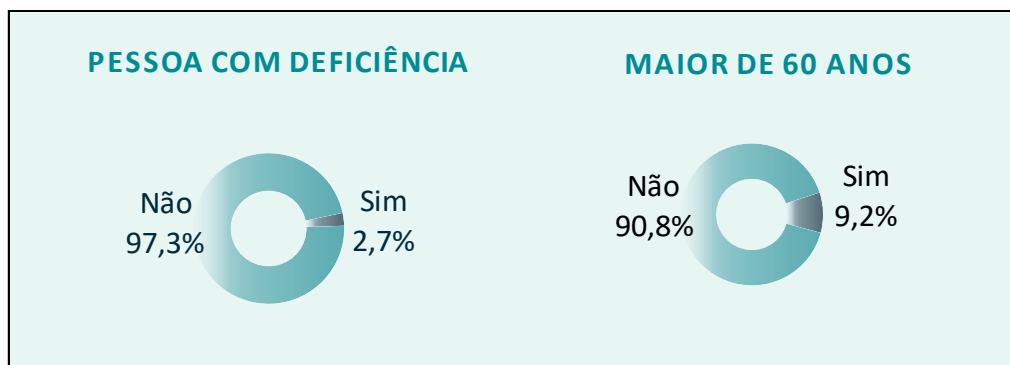 PESSOA COM DEFICIÊNCIA
Não
97,3%
Sim
2,7%
MAIOR DE 60 ANOS
Não
90,8%
Sim
9,2%